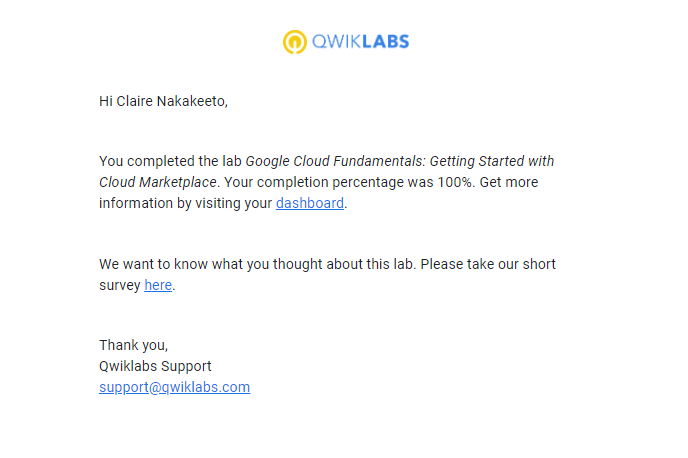 QWIKLABS
Hi Claire Nakakeeto,
You completed the lab Google Cloud Fundamentals: Getting Started with
Cloud Marketplace. Your completion percentage was 100%. Get more
information by visiting your dashboard.
We want to know what you thought about this lab. Please take our short
survey here.
Thank you,
Qwiklabs Support
support@qwiklabs.com